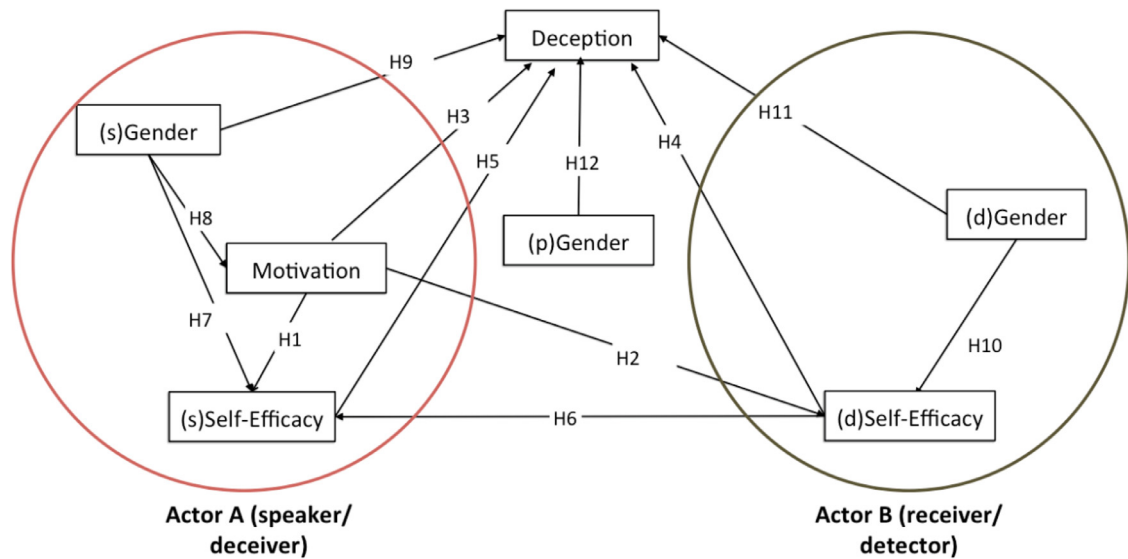 Deception
H9
(s)Gender
H3
H11
H4
H5
H12
H8
(d)Gender
(p)Gender
Motivation
H7
H1
H2
H10
(s)Self-Efficacy
H6
(d)Self-Efficacy
Actor A (speaker/
deceiver)
Actor B (receiver/
detector)